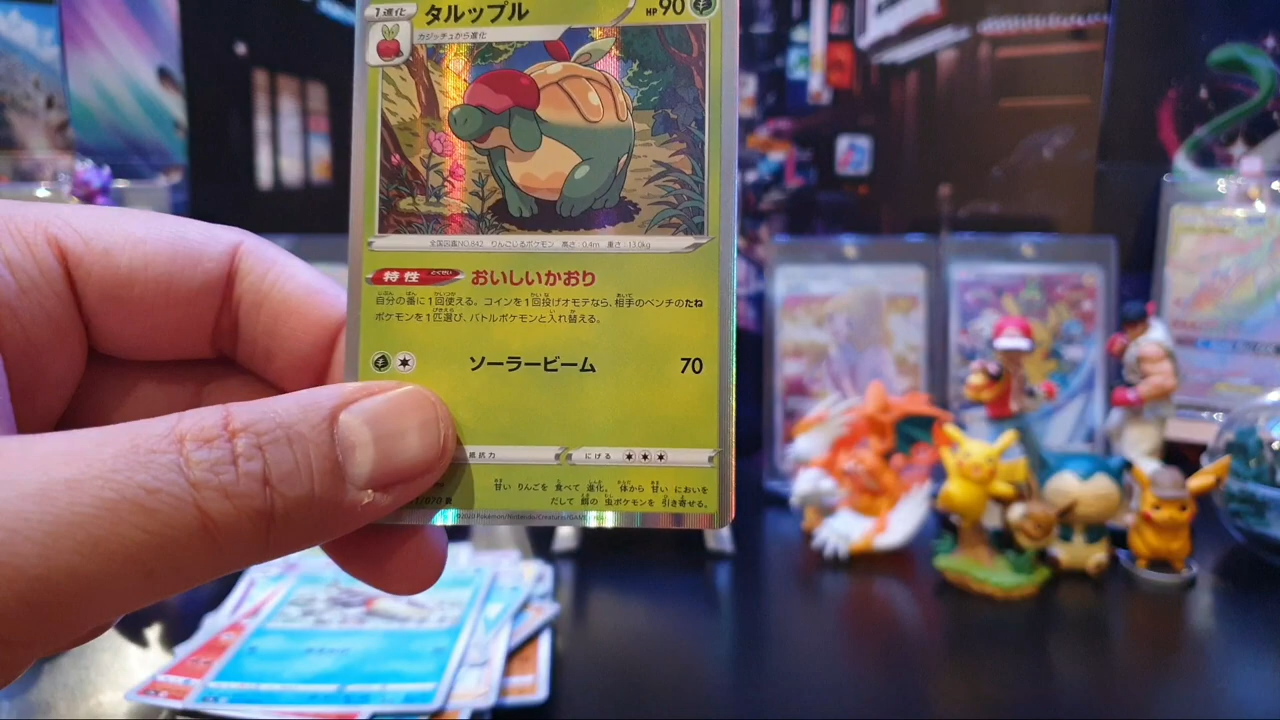 1進化
タルップル
HP90
カジッチュから進化
全国図鑑NO.842 りんごじるポケモン 高さ:0.4m 重さ:13.0kg
特性 とくせい
おいしいかおり
自分の番に1回使える。コインを1回投げオモテなら、相手のベンチのたね
ポケモンを1匹選び、バトルポケモンと入れ替える。
ソーラービーム 70
抵抗力 にげる
甘い りんごを 食べて 進化。 体から 甘い においを
だして 餌の 虫ポケモンを 引き寄せる。
/070 R
©2020 Pokémon/Nintendo/Creatures/GAME